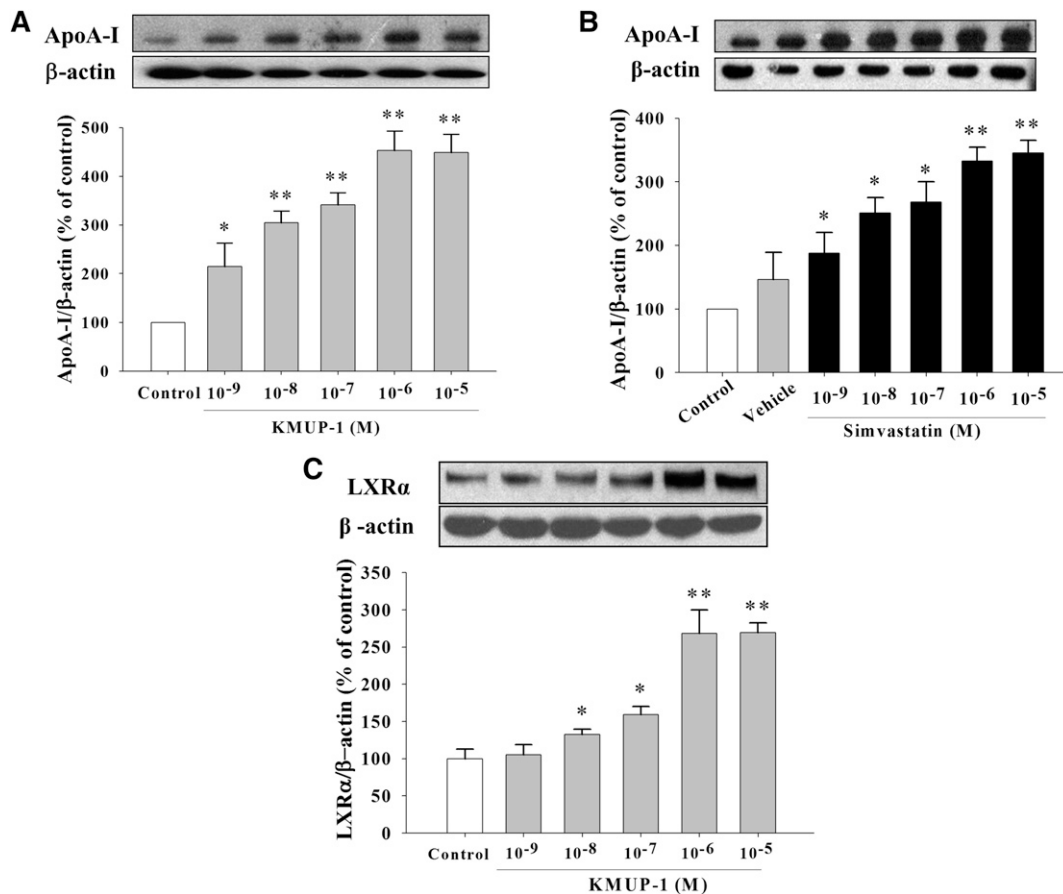 A
ApoA-I
β-actin
ApoA-I/β-actin (% of control)
500
400
300
200
100
0
*
**
**
**
**
Control 10-9 10-8 10-7 10-6 10-5
KMUP-1 (M)
B
ApoA-I
β-actin
ApoA-I/β-actin (% of control)
400
300
200
100
0
*
*
*
**
**
Control Vehicle 10-9 10-8 10-7 10-6 10-5
Simvastatin (M)
C
LXRα
β -actin
LXRα/β–actin (% of control)
350
300
250
200
150
100
50
0
*
*
**
**
Control 10-9 10-8 10-7 10-6 10-5
KMUP-1 (M)